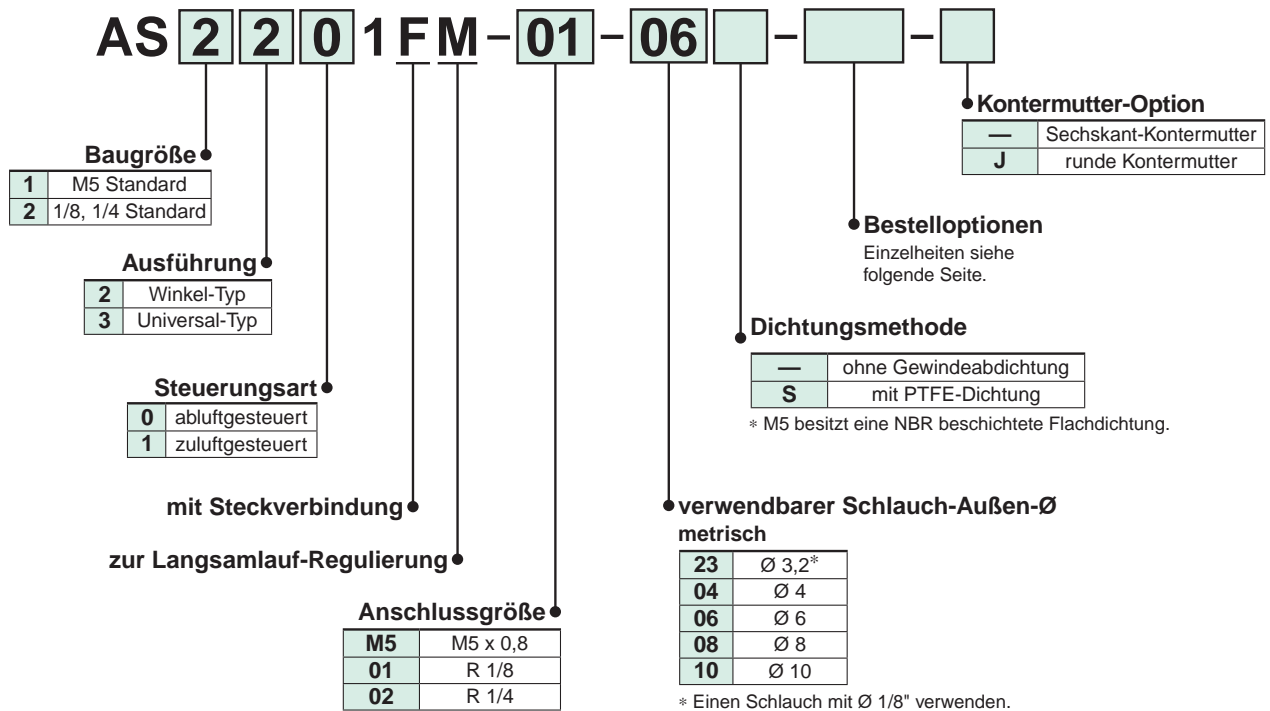 AS 2 2 0 1 F M – 01 – 06 – –
Kontermutter-Option
— Sechskant-Kontermutter
J runde Kontermutter
Baugröße
1 M5 Standard
2 1/8, 1/4 Standard
Bestelloptionen
Einzelheiten siehe
folgende Seite.
Ausführung
2 Winkel-Typ
3 Universal-Typ
Dichtungsmethode
— ohne Gewindeabdichtung
S mit PTFE-Dichtung
* M5 besitzt eine NBR beschichtete Flachdichtung.
Steuerungsart
0 abluftgesteuert
1 zuluftgesteuert
mit Steckverbindung
zur Langsamlauf-Regulierung
verwendbarer Schlauch-Außen-Ø
metrisch
23 Ø 3,2*
04 Ø 4
06 Ø 6
08 Ø 8
10 Ø 10
* Einen Schlauch mit Ø 1/8" verwenden.
Anschlussgröße
M5 M5 x 0,8
01 R 1/8
02 R 1/4